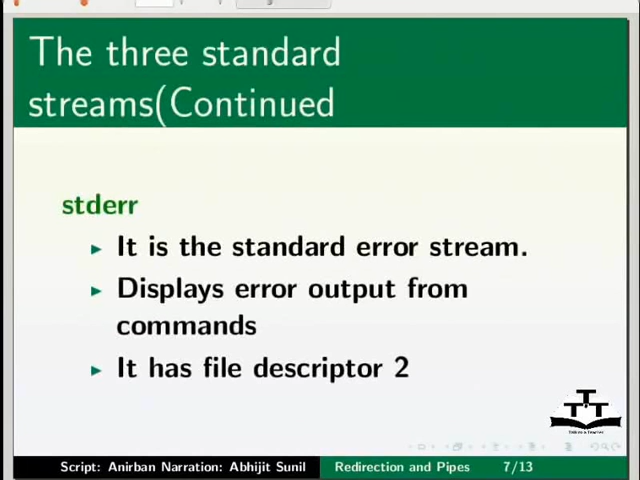 The three standard
streams(Continued
stderr
It is the standard error stream.
Displays error output from
commands
It has file descriptor 2
TTT
Script: Anirban Narration: Abhijit Sunil Redirection and Pipes 7/13